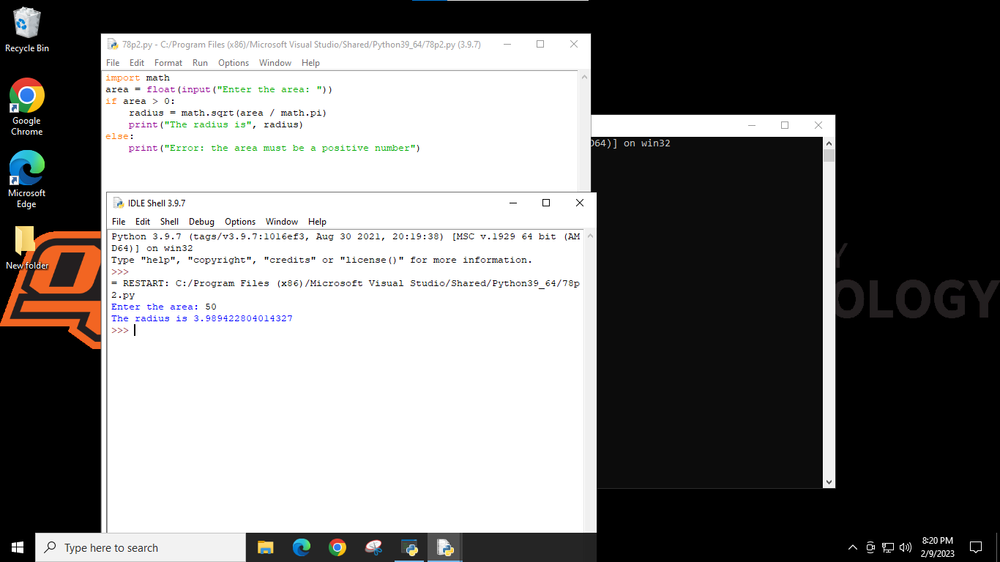 Recycle Bin
Google
Chrome
Microsoft
Edge
New folder
78p2.py - C:/Program Files (x86)/Microsoft Visual Studio/Shared/Python39_64/78p2.py (3.9.7)
File Edit Format Run Options Window Help
import math
area = float(input("Enter the area: "))
if area > 0:
    radius = math.sqrt(area / math.pi)
    print("The radius is", radius)
else:
    print("Error: the area must be a positive number")
D64)] on win32
IDLE Shell 3.9.7
File Edit Shell Debug Options Window Help
Python 3.9.7 (tags/v3.9.7:1016ef3, Aug 30 2021, 20:19:38) [MSC v.1929 64 bit (AM
D64)] on win32
Type "help", "copyright", "credits" or "license()" for more information.
>>>
= RESTART: C:/Program Files (x86)/Microsoft Visual Studio/Shared/Python39_64/78p
2.py
Enter the area: 50
The radius is 3.989422804014327
>>>
Y
OLOGY
Type here to search
8:20 PM
2/9/2023